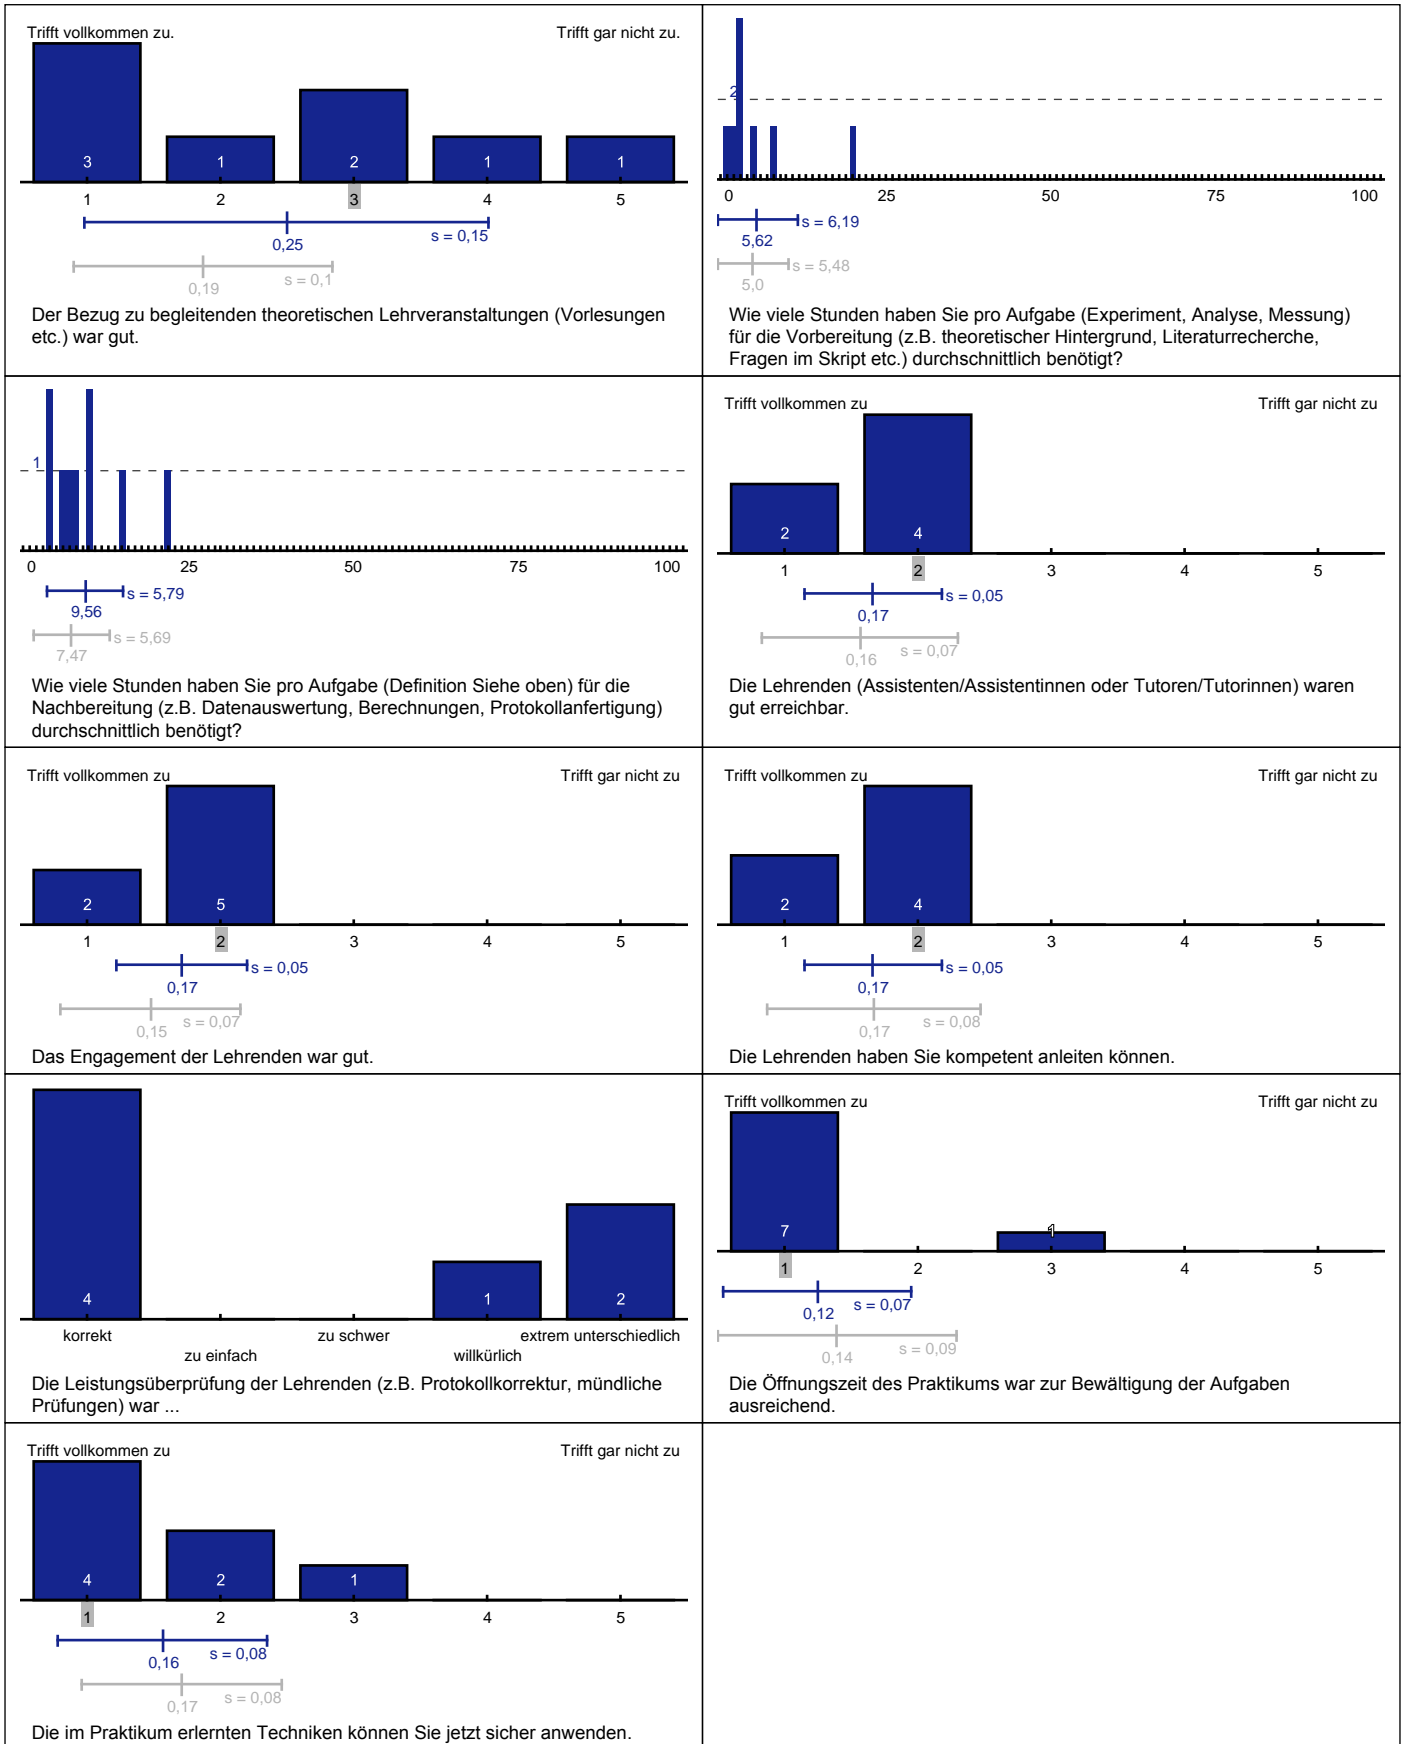 Trifft vollkommen zu. Trifft gar nicht zu.
3 1 2 1 1
1 2 3 4 5
s = 0,15
0,25
s = 0,1
0,19
Der Bezug zu begleitenden theoretischen Lehrveranstaltungen (Vorlesungen
etc.) war gut.
2
0 25 50 75 100
s = 6,19
5,62
s = 5,48
5,0
Wie viele Stunden haben Sie pro Aufgabe (Experiment, Analyse, Messung)
für die Vorbereitung (z.B. theoretischer Hintergrund, Literaturrecherche,
Fragen im Skript etc.) durchschnittlich benötigt?
1
0 25 50 75 100
s = 5,79
9,56
s = 5,69
7,47
Wie viele Stunden haben Sie pro Aufgabe (Definition Siehe oben) für die
Nachbereitung (z.B. Datenauswertung, Berechnungen, Protokollanfertigung)
durchschnittlich benötigt?
Trifft vollkommen zu Trifft gar nicht zu
2 4
1 2 3 4 5
s = 0,05
0,17
s = 0,07
0,16
Die Lehrenden (Assistenten/Assistentinnen oder Tutoren/Tutorinnen) waren
gut erreichbar.
Trifft vollkommen zu Trifft gar nicht zu
2 5
1 2 3 4 5
s = 0,05
0,17
s = 0,07
0,15
Das Engagement der Lehrenden war gut.
Trifft vollkommen zu Trifft gar nicht zu
2 4
1 2 3 4 5
s = 0,05
0,17
s = 0,08
0,17
Die Lehrenden haben Sie kompetent anleiten können.
4 1 2
korrekt zu schwer extrem unterschiedlich
zu einfach willkürlich
Die Leistungsüberprüfung der Lehrenden (z.B. Protokollkorrektur, mündliche
Prüfungen) war ...
Trifft vollkommen zu Trifft gar nicht zu
7 1
1 2 3 4 5
s = 0,07
0,12
s = 0,09
0,14
Die Öffnungszeit des Praktikums war zur Bewältigung der Aufgaben
ausreichend.
Trifft vollkommen zu Trifft gar nicht zu
4 2 1
1 2 3 4 5
s = 0,08
0,16
s = 0,08
0,17
Die im Praktikum erlernten Techniken können Sie jetzt sicher anwenden.